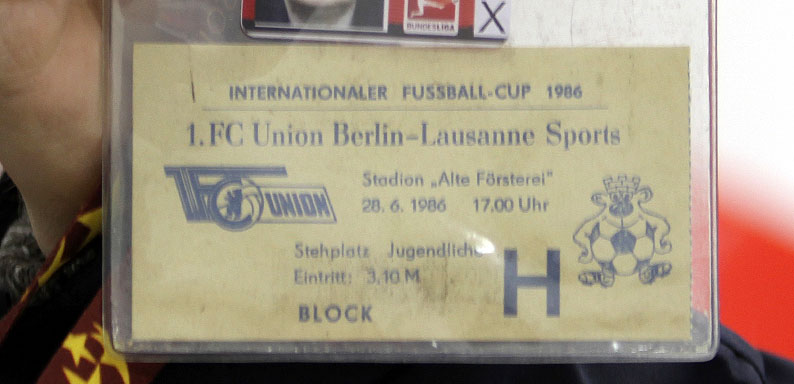 BUNDESLIGA
X
INTERNATIONALER FUSSBALL-CUP 1986
1. FC Union Berlin–Lausanne Sports
FC UNION
Stadion „Alte Försterei"
28. 6. 1986 17.00 Uhr
Stehplatz Jugendliche
Eintritt: 3,10 M
BLOCK H